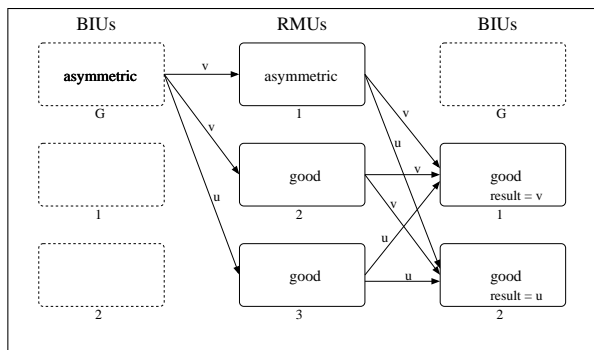 BIUs RMUs BIUs
asymmetric v asymmetric
G 1 G
v v
u
good v good
u
result = v
1 v 2 1
u
good u good
result = u
2 3 2